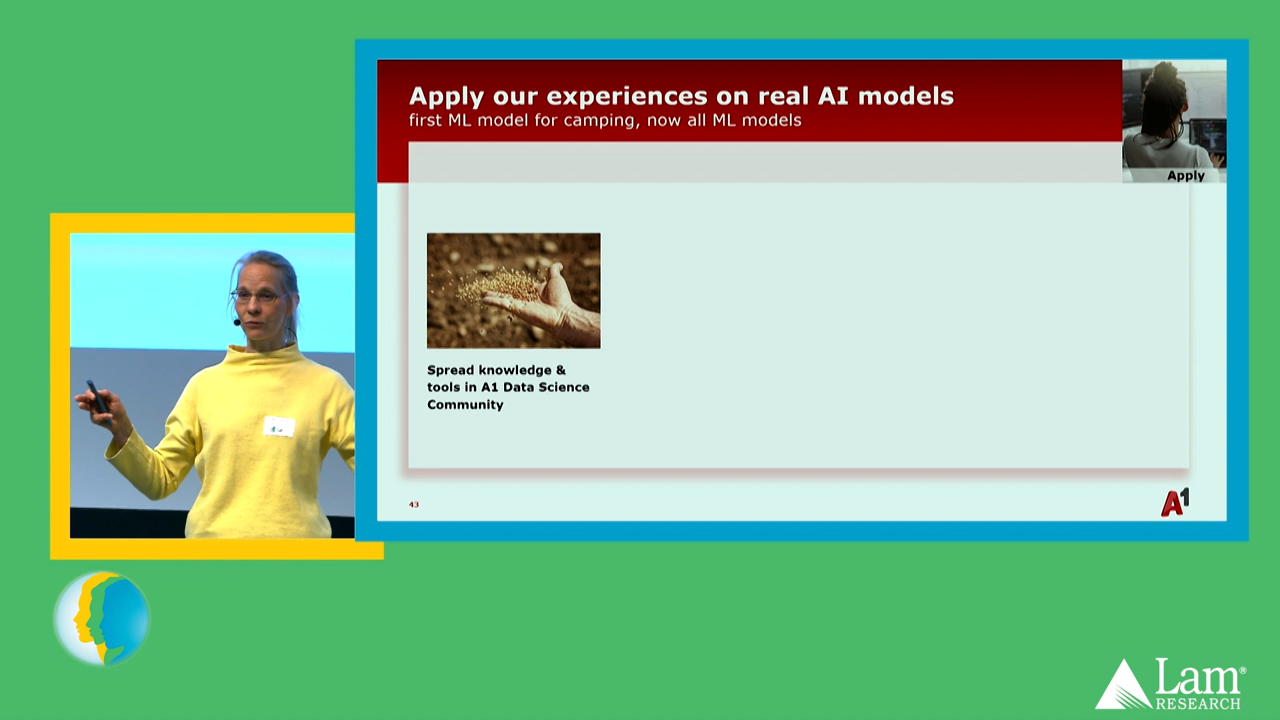 Apply our experiences on real AI models
first ML model for camping, now all ML models
Apply
Spread knowledge &
tools in A1 Data Science
Community
43
A1
Lam®
RESEARCH